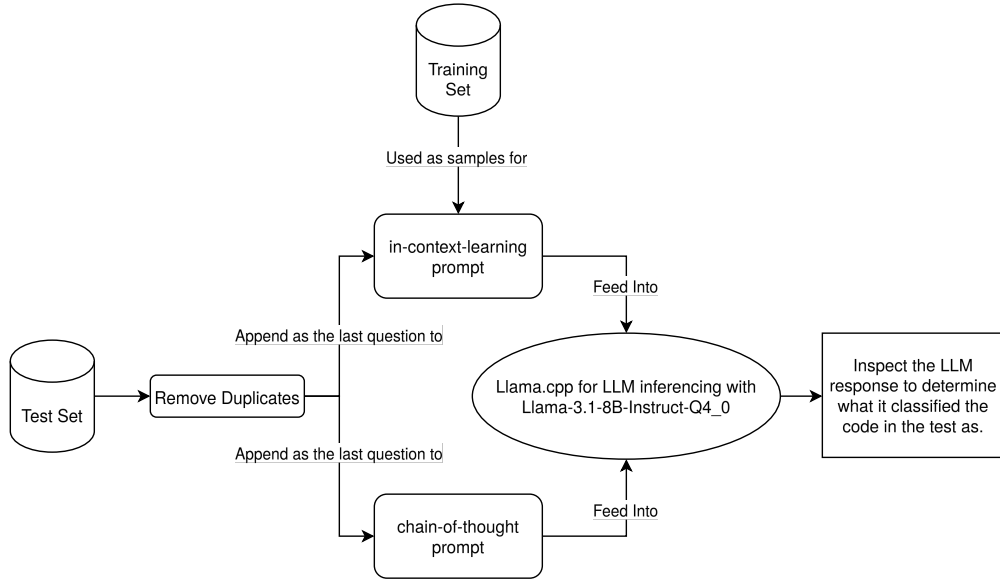 Training
Set
Used as samples for
in-context-learning
prompt
Feed Into
Append as the last question to
Test Set
Remove Duplicates
Llama.cpp for LLM inferencing with
Llama-3.1-8B-Instruct-Q4_0
Inspect the LLM
response to determine
what it classified the
code in the test as.
Append as the last question to
Feed Into
chain-of-thought
prompt